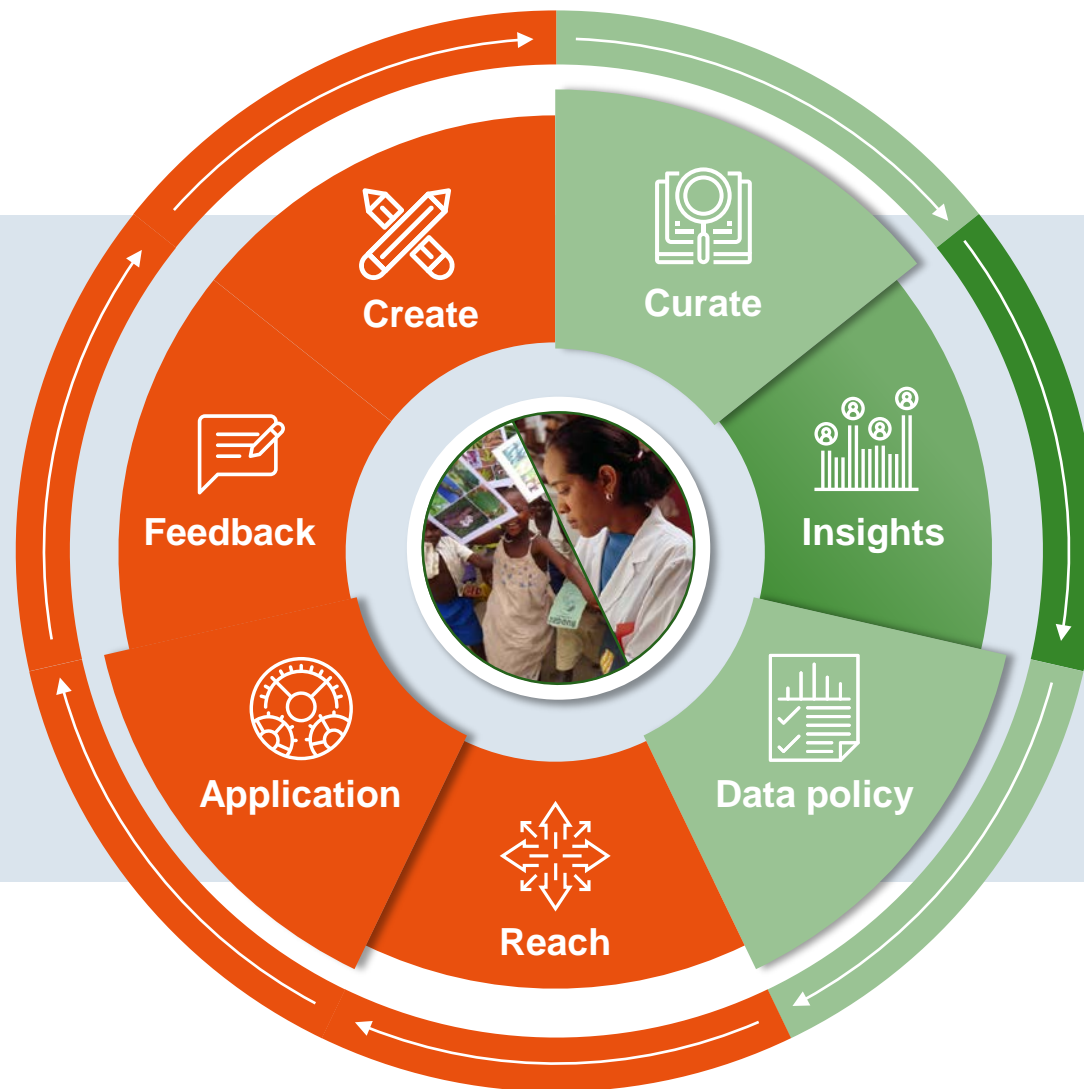 Create
Curate
Feedback
Insights
Application
Data policy
Reach